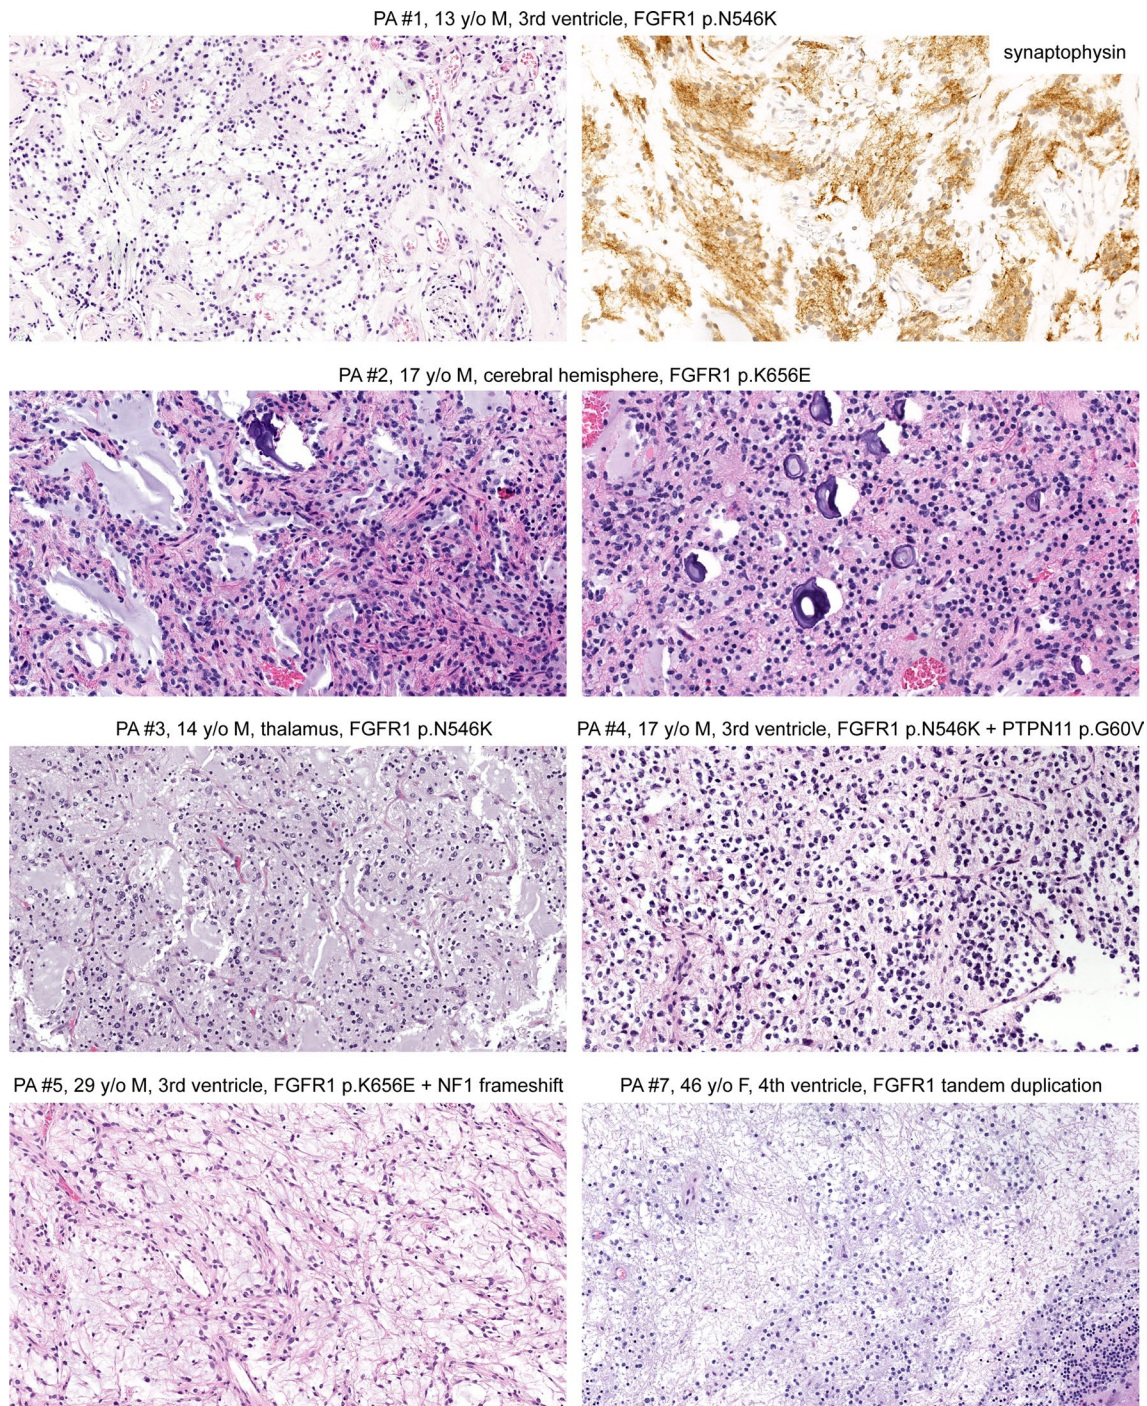 PA #1, 13 y/o M, 3rd ventricle, FGFR1 p.N546K
synaptophysin
PA #2, 17 y/o M, cerebral hemisphere, FGFR1 p.K656E
PA #3, 14 y/o M, thalamus, FGFR1 p.N546K
PA #4, 17 y/o M, 3rd ventricle, FGFR1 p.N546K + PTPN11 p.G60V
PA #5, 29 y/o M, 3rd ventricle, FGFR1 p.K656E + NF1 frameshift
PA #7, 46 y/o F, 4th ventricle, FGFR1 tandem duplication